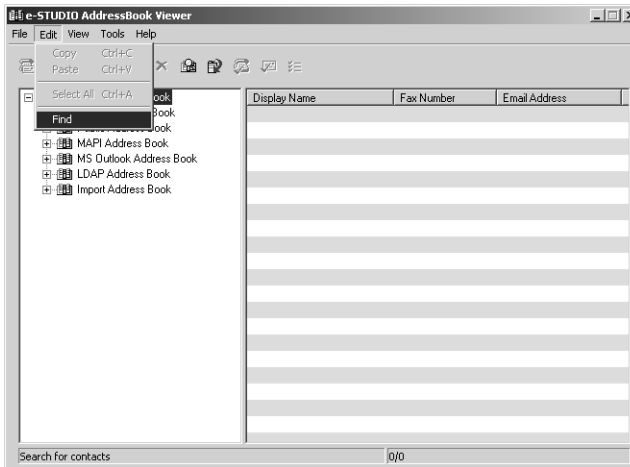 e-STUDIO AddressBook Viewer
File Edit View Tools Help
Copy Ctrl+C
Paste Ctrl+V
Select All Ctrl+A
Find
Display Name Fax Number Email Address
ook
Book
Book
MAPI Address Book
MS Outlook Address Book
LDAP Address Book
Import Address Book
Search for contacts 0/0